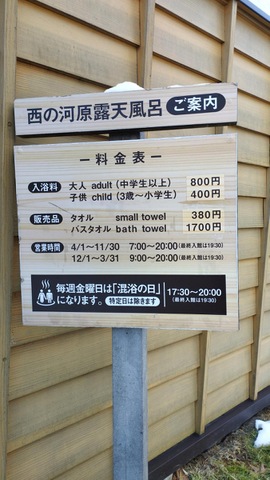 西の河原露天風呂 ご案内
－料金表－
入浴料 大人 adult (中学生以上) 800円
子供 child (3歳～小学生) 400円
販売品 タオル small towel 380円
バスタオル bath towel 1700円
営業時間 4/1～11/30 7:00～20:00 (最終入館は19:30)
12/1～3/31 9:00～20:00 (最終入館は19:30)
毎週金曜日は「混浴の日」
になります。 特定日は除きます
17:30～20:00
(最終入館は19:30)